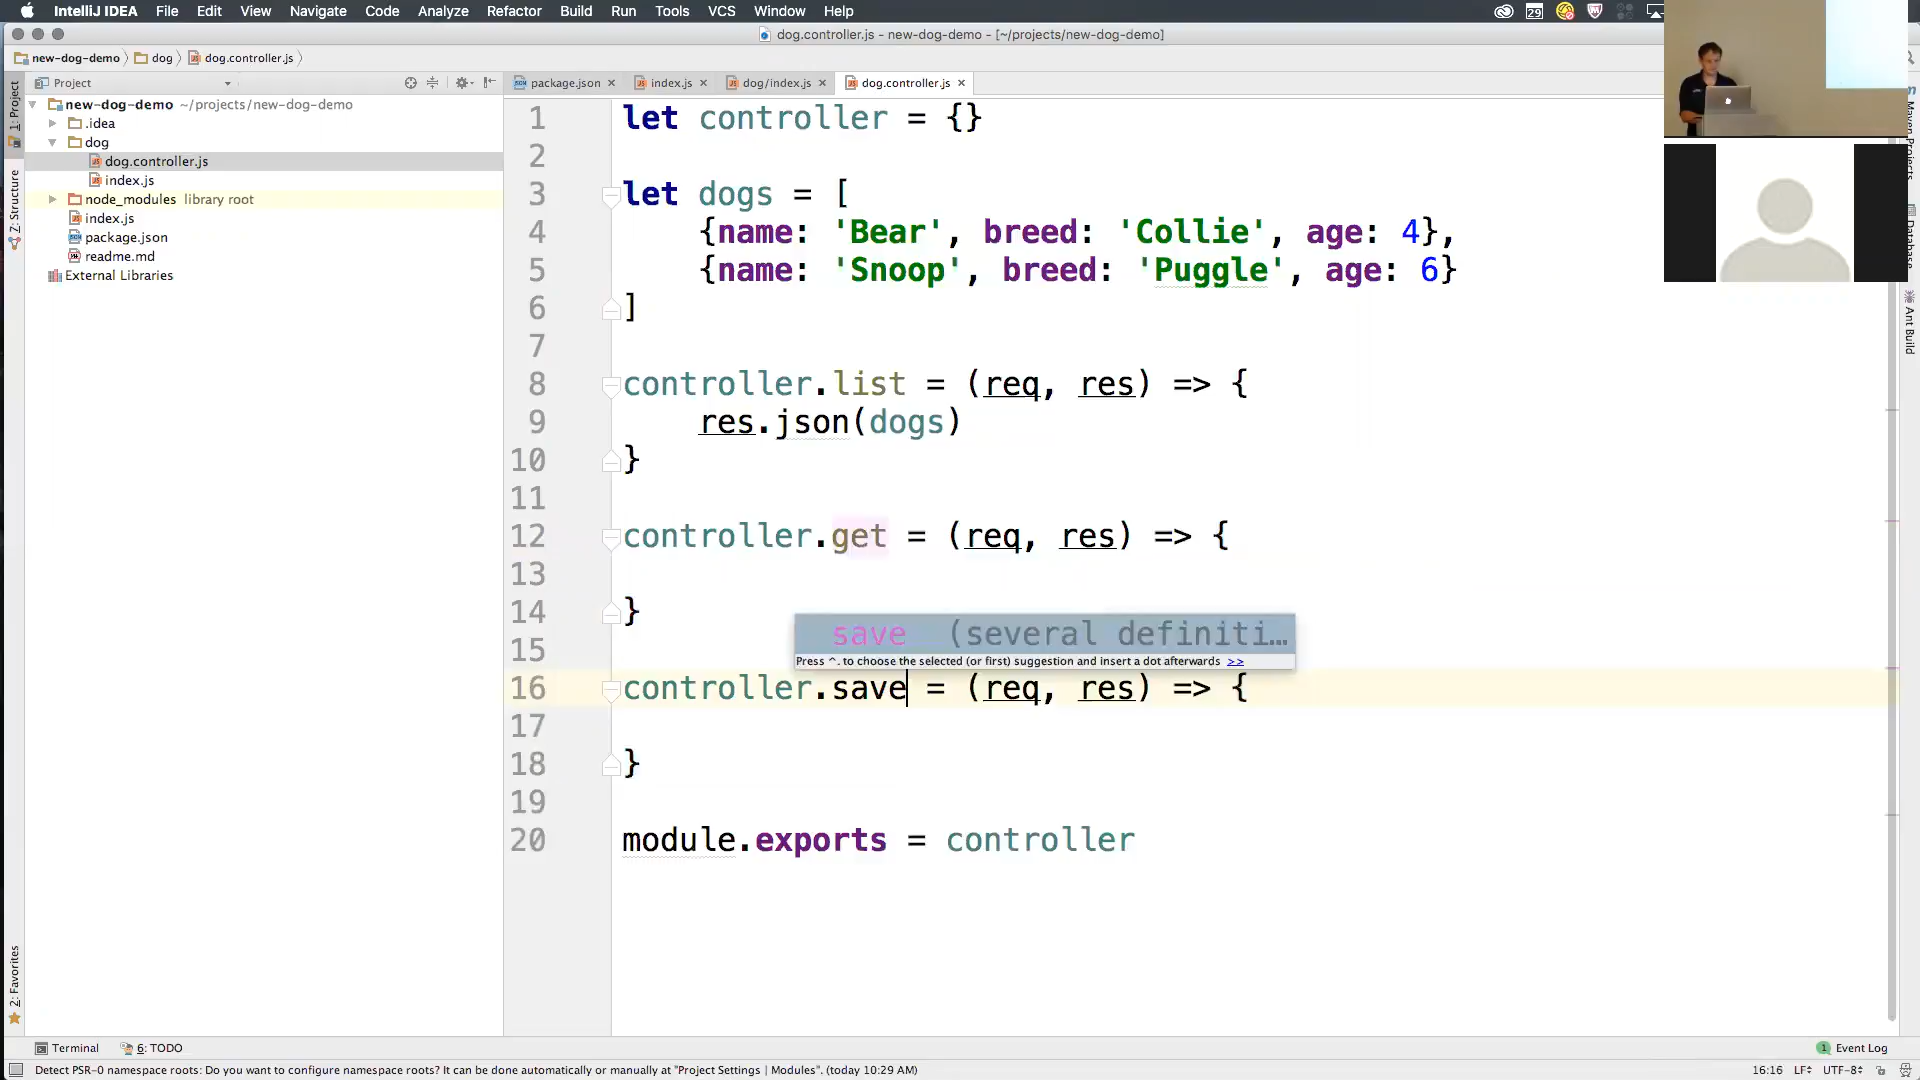 IntelliJ IDEA File Edit View Navigate Code Analyze Refactor Build Run Tools VCS Window Help
29
dog.controller.js - new-dog-demo - [~/projects/new-dog-demo]
new-dog-demo dog dog.controller.js
Project
package.json index.js dog/index.js dog.controller.js
1: Project
Z: Structure
2: Favorites
new-dog-demo ~/projects/new-dog-demo
.idea
dog
dog.controller.js
index.js
node_modules library root
index.js
package.json
readme.md
External Libraries
1 let controller = {}
2
3 let dogs = [
4 {name: 'Bear', breed: 'Collie', age: 4},
5 {name: 'Snoop', breed: 'Puggle', age: 6}
6 ]
7
8 controller.list = (req, res) => {
9 res.json(dogs)
10 }
11
12 controller.get = (req, res) => {
13
14 }
save (several definiti…
15
Press ^. to choose the selected (or first) suggestion and insert a dot afterwards >>
16 controller.save = (req, res) => {
17
18 }
19
20 module.exports = controller
Maven Projects
Database
Ant Build
Terminal 6: TODO 1 Event Log
Detect PSR-0 namespace roots: Do you want to configure namespace roots? It can be done automatically or manually at "Project Settings | Modules". (today 10:29 AM) 16:16 LF UTF-8